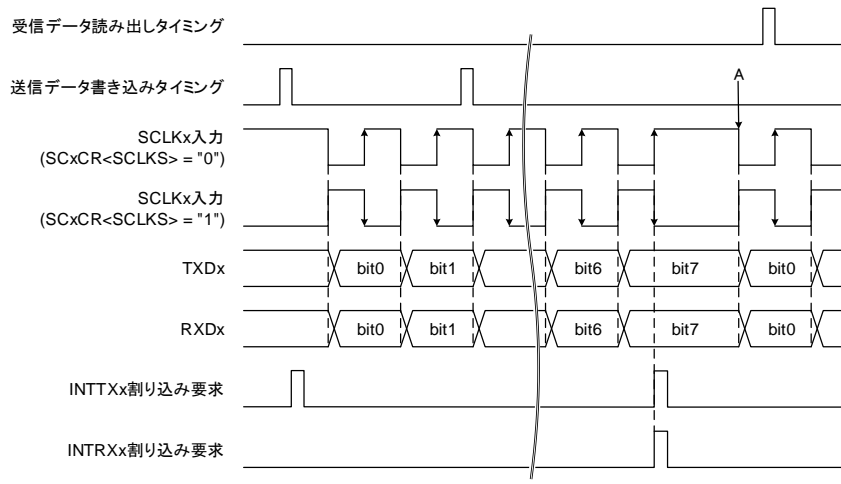 受信データ読み出しタイミング
送信データ書き込みタイミング
A
SCLKx入力
(SCxCR<SCLKS> = "0")
SCLKx入力
(SCxCR<SCLKS> = "1")
TXDx bit0 bit1 bit6 bit7 bit0
RXDx bit0 bit1 bit6 bit7 bit0
INTTXx割り込み要求
INTRXx割り込み要求